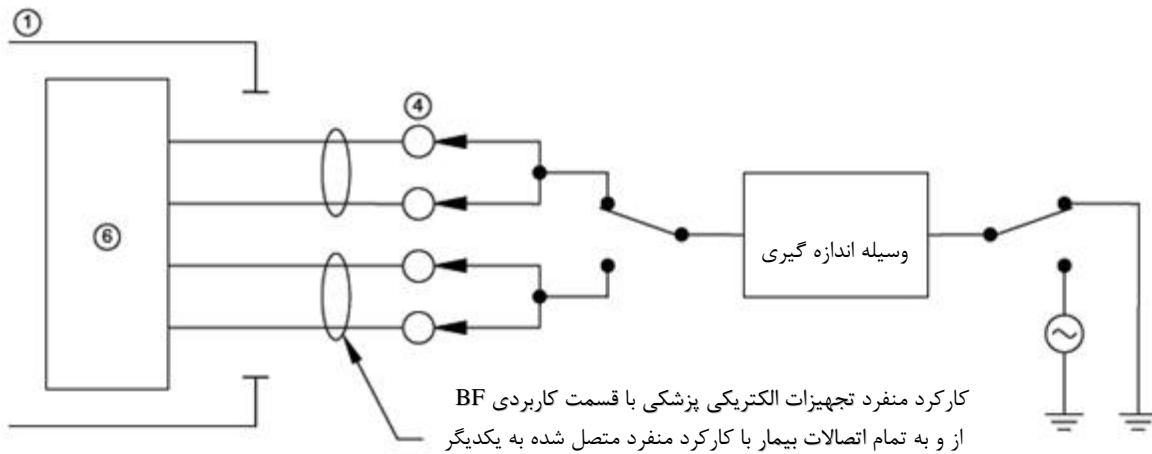 ①
④
⑥
وسیله اندازه گیری
کارکرد منفرد تجهیزات الکتریکی پزشکی با قسمت کاربردی BF
از و به تمام اتصالات بیمار با کارکرد منفرد متصل شده به یکدیگر